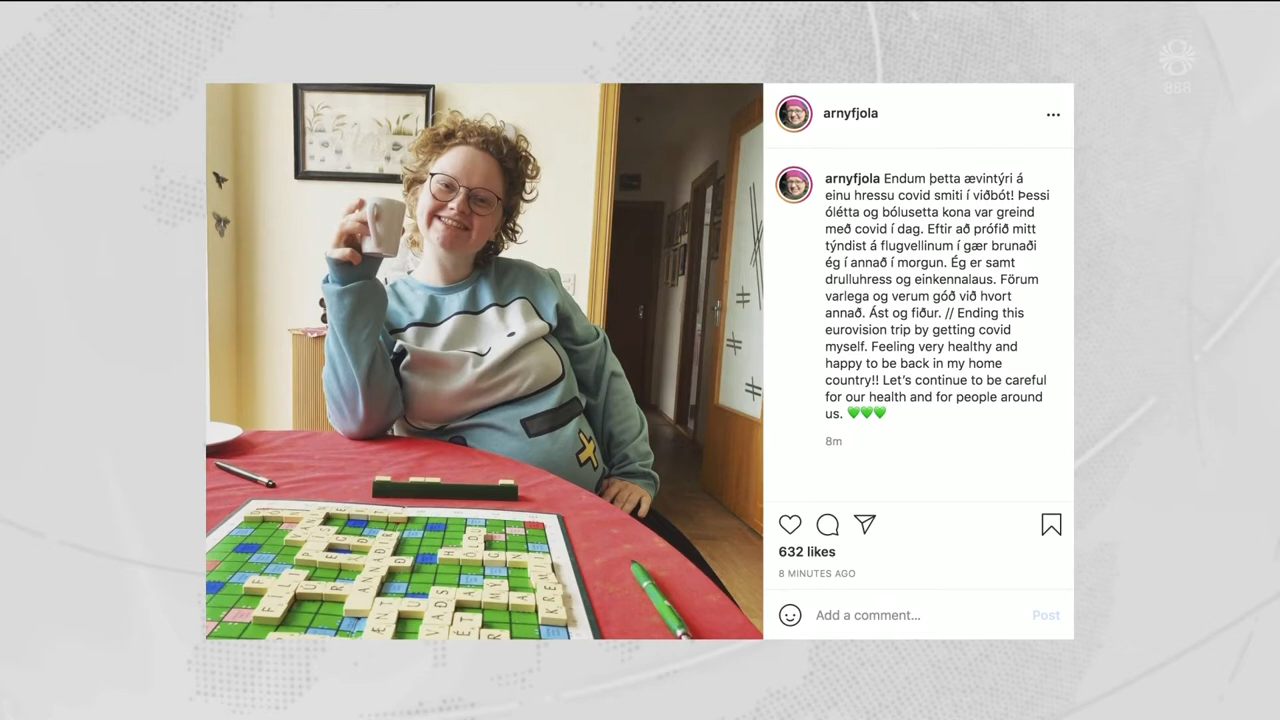 888
arnyfjola
arnyfjola Endum þetta ævintýri á
einu hressu covid smiti í viðbót! Þessi
ólétta og bólusetta kona var greind
með covid í dag. Eftir að prófið mitt
týndist á flugvellinum í gær brunaði
ég í annað í morgun. Ég er samt
drulluhress og einkennalaus. Förum
varlega og verum góð við hvort
annað. Ást og fiður. // Ending this
eurovision trip by getting covid
myself. Feeling very healthy and
happy to be back in my home
country!! Let's continue to be careful
for our health and for people around
us. 💚💚💚
8m
632 likes
8 MINUTES AGO
Add a comment... Post